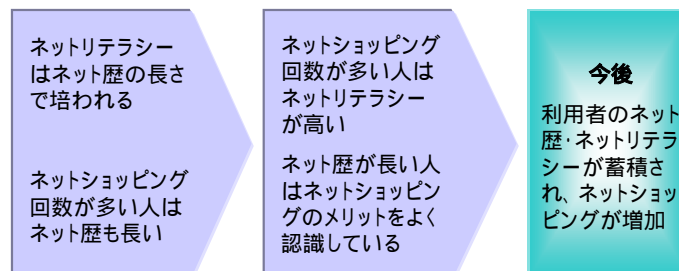 ネットリテラシー
はネット歴の長さ
で培われる
ネットショッピング
回数が多い人は
ネット歴も長い
ネットショッピング
回数が多い人は
ネットリテラシー
が高い
ネット歴が長い人
はネットショッピン
グのメリットをよく
認識している
今後
利用者のネット
歴・ネットリテラ
シーが蓄積さ
れ、ネットショッ
ピングが増加